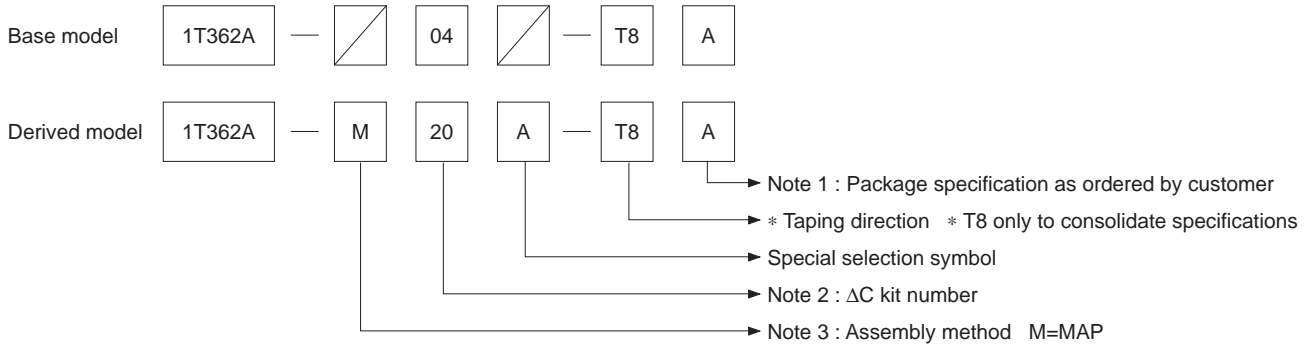 Base model 1T362A — 04 — T8 A
Derived model 1T362A — M 20 A — T8 A
Note 1 : Package specification as ordered by customer
∗ Taping direction ∗ T8 only to consolidate specifications
Special selection symbol
Note 2 : ΔC kit number
Note 3 : Assembly method M=MAP